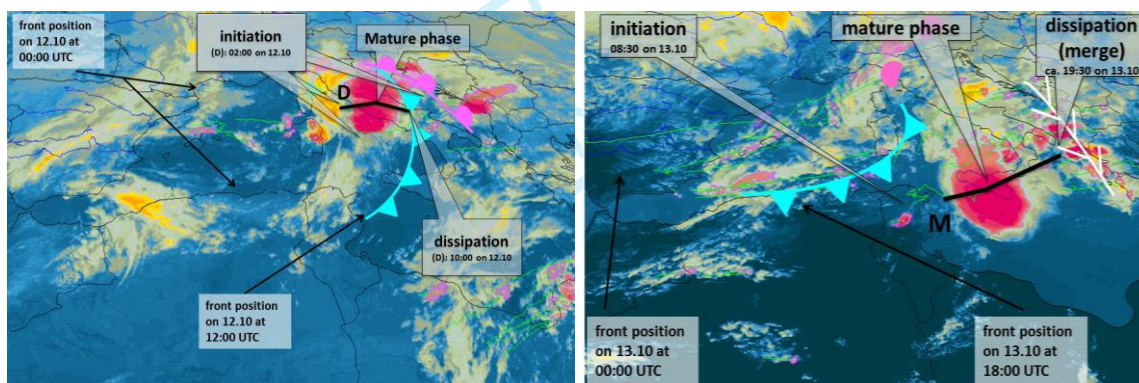 front position
on 12.10 at
00:00 UTC
initiation
(D): 02:00 on 12.10
Mature phase
D
dissipation
(D): 10:00 on 12.10
front position
on 12.10 at
12:00 UTC
initiation
08:30 on 13.10
mature phase
dissipation
(merge)
ca. 19:30 on 13.10
M
front position
on 13.10 at
00:00 UTC
front position
on 13.10 at
18:00 UTC